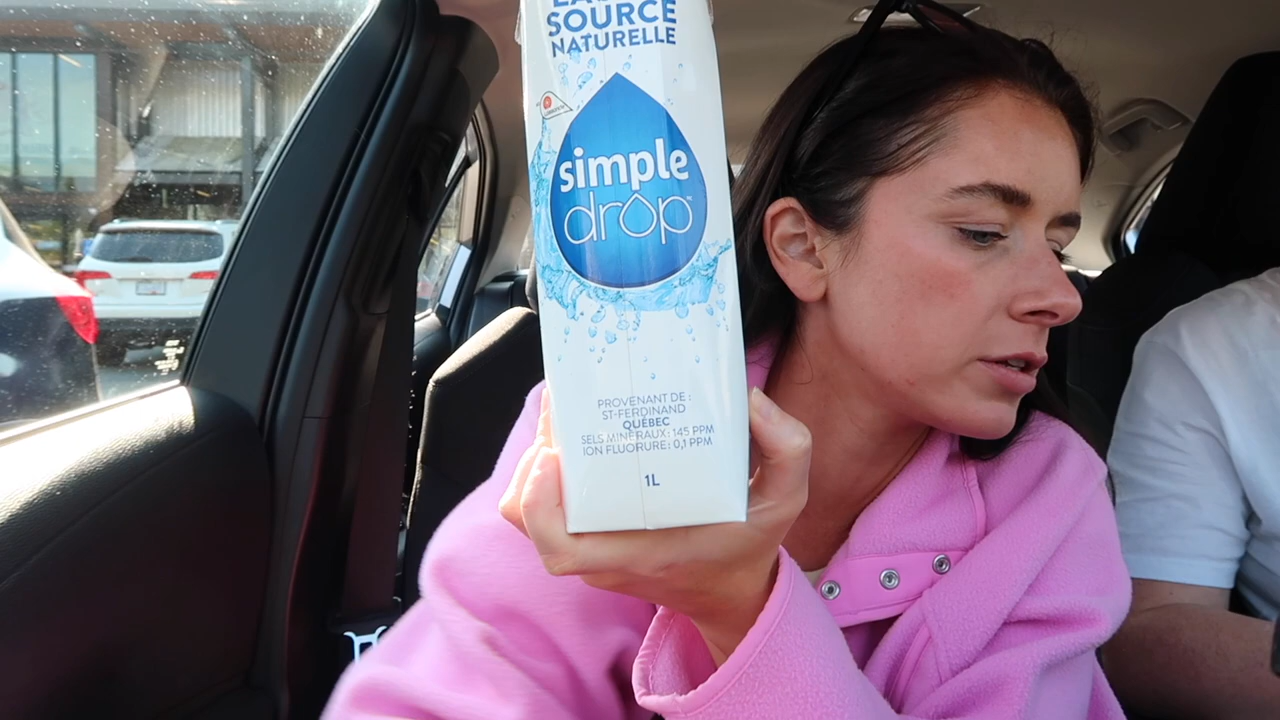 SOURCE
NATURELLE
simple
drop
PROVENANT DE :
ST-FERDINAND
QUÉBEC
SELS MINÉRAUX : 145 PPM
ION FLUORURE : 0,1 PPM
1L